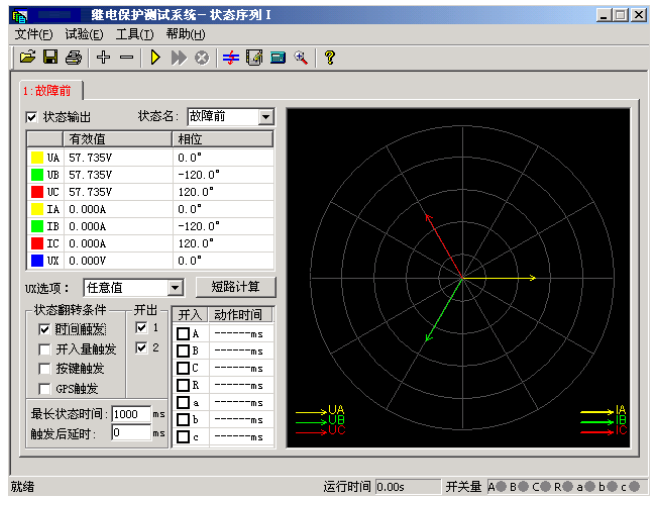 继电保护测试系统－状态序列 I
文件(F) 试验(E) 工具(T) 帮助(H)
1:故障前
状态输出 状态名: 故障前
有效值 相位
UA 57.735V 0.0°
UB 57.735V -120.0°
UC 57.735V 120.0°
IA 0.000A 0.0°
IB 0.000A -120.0°
IC 0.000A 120.0°
UX 0.000V 0.0°
UX选项: 任意值 短路计算
状态翻转条件 开出 开入 动作时间
时间触发 1 A ------ms
开入量触发 2 B ------ms
按键触发 C ------ms
GPS触发 R ------ms
a ------ms
最长状态时间: 1000 ms b ------ms
触发后延时: 0 ms c ------ms
UA IA
UB IB
UC IC
就绪 运行时间 0.00s 开关量 A B C R a b c